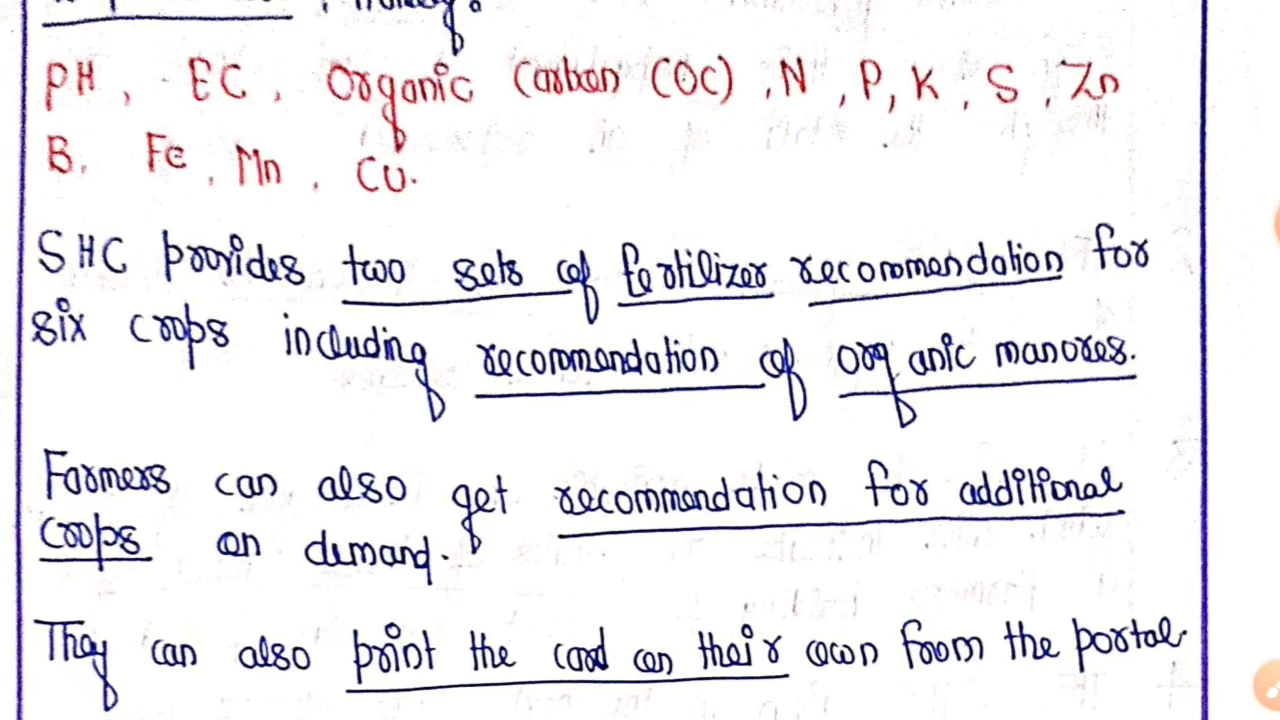 PH, EC, Organic Carbon (OC), N, P, K, S, Zn
B, Fe, Mn, Cu.
SHC provides two sets of fertilizer recommendation for
six crops including recommendation of organic manures.
Farmers can also get recommendation for additional
crops on demand.
They can also print the card on their own from the portal.